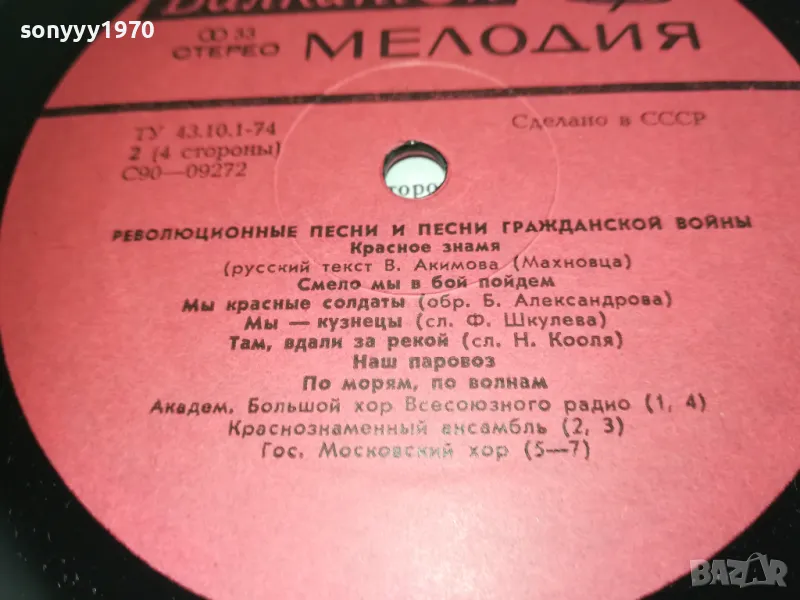 sonyyy1970
Балкантон
33
СТЕРЕО
МЕЛОДИЯ
ТУ 43.10.1-74
2 (4 стороны)
С90—09272
Сделано в СССР
торо
РЕВОЛЮЦИОННЫЕ ПЕСНИ И ПЕСНИ ГРАЖДАНСКОЙ ВОЙНЫ
Красное знамя
(русский текст В. Акимова (Махновца)
Смело мы в бой пойдем
Мы красные солдаты (обр. Б. Александрова)
Мы — кузнецы (сл. Ф. Шкулева)
Там, вдали за рекой (сл. Н. Кооля)
Наш паровоз
По морям, по волнам
Академ. Большой хор Всесоюзного радио (1, 4)
Краснознаменный ансамбль (2, 3)
Гос. Московский хор (5—7)
BAZAR